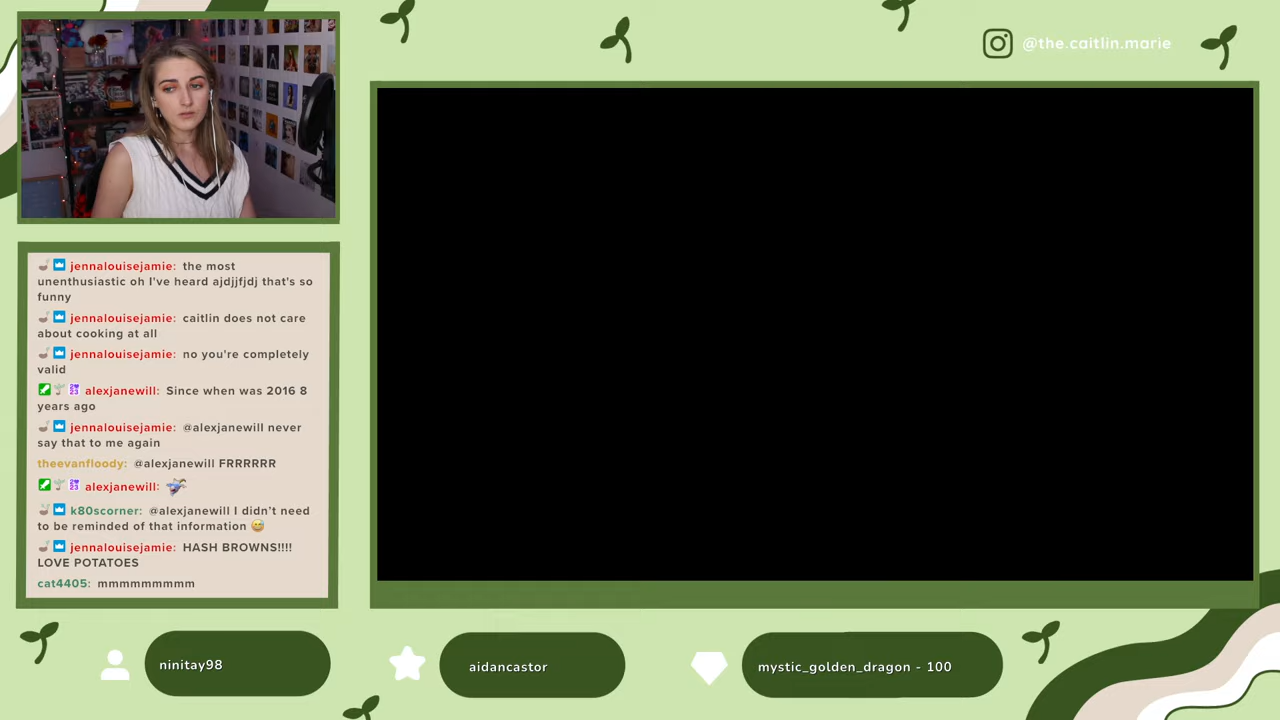 @the.caitlin.marie
jennalouisejamie: the most
unenthusiastic oh I've heard ajdjjfjdj that's so
funny
jennalouisejamie: caitlin does not care
about cooking at all
jennalouisejamie: no you're completely
valid
alexjanewill: Since when was 2016 8
years ago
jennalouisejamie: @alexjanewill never
say that to me again
theevanfloody: @alexjanewill FRRRRRR
alexjanewill:
k80scorner: @alexjanewill I didn't need
to be reminded of that information 😅
jennalouisejamie: HASH BROWNS!!!!
LOVE POTATOES
cat4405: mmmmmmmmm
ninitay98
aidancastor
mystic_golden_dragon - 100